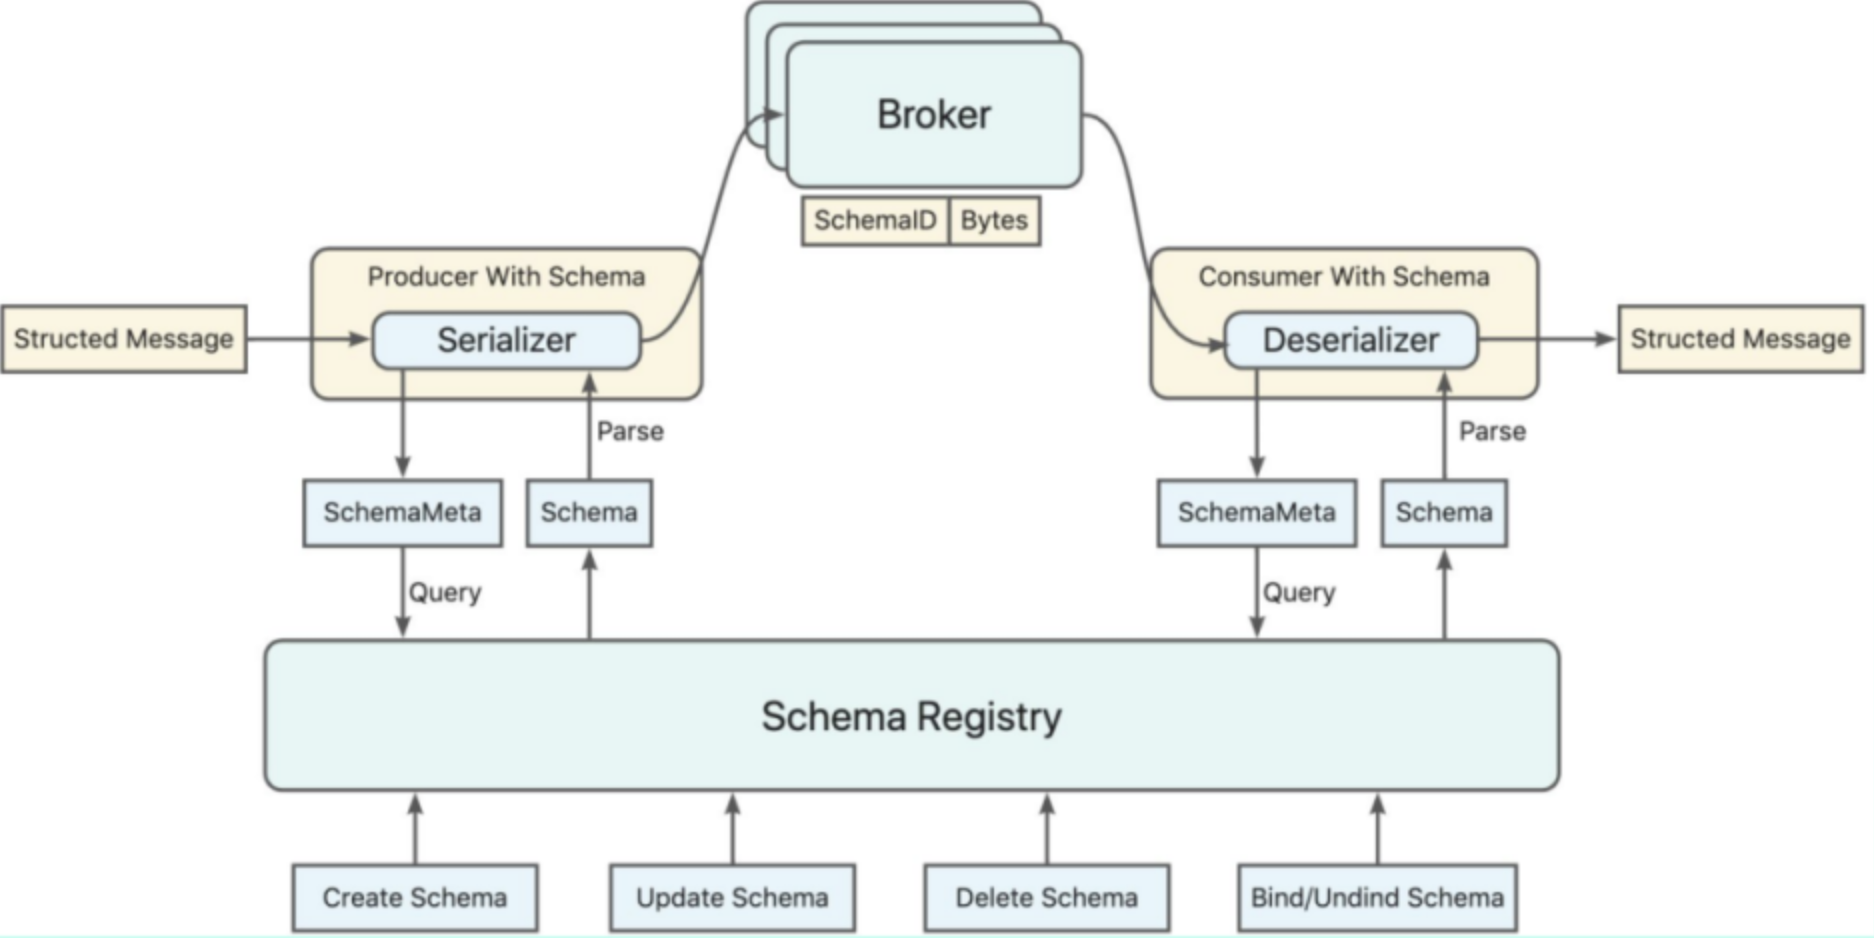 Broker
SchemaID Bytes
Producer With Schema
Consumer With Schema
Structed Message
Serializer
Deserializer
Structed Message
Parse
Parse
SchemaMeta
Schema
SchemaMeta
Schema
Query
Query
Schema Registry
Create Schema
Update Schema
Delete Schema
Bind/Undind Schema